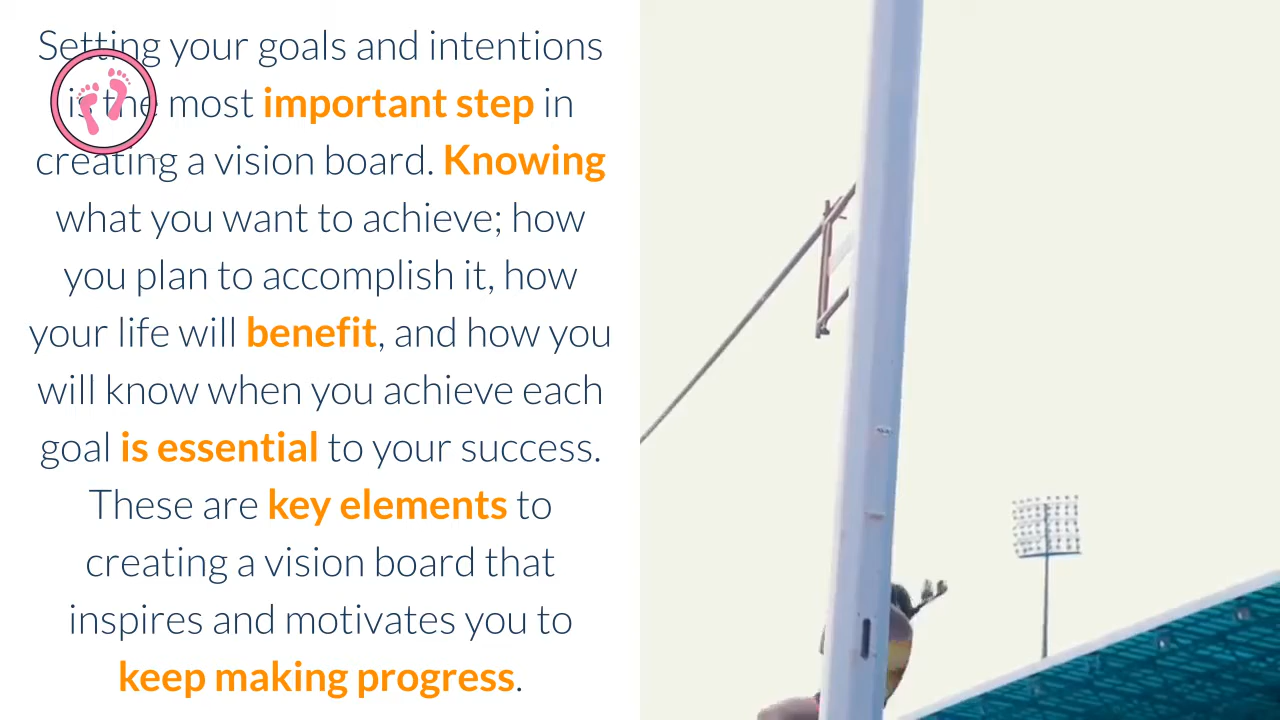 Setting your goals and intentions
is the most important step in
creating a vision board. Knowing
what you want to achieve; how
you plan to accomplish it, how
your life will benefit, and how you
will know when you achieve each
goal is essential to your success.
These are key elements to
creating a vision board that
inspires and motivates you to
keep making progress.